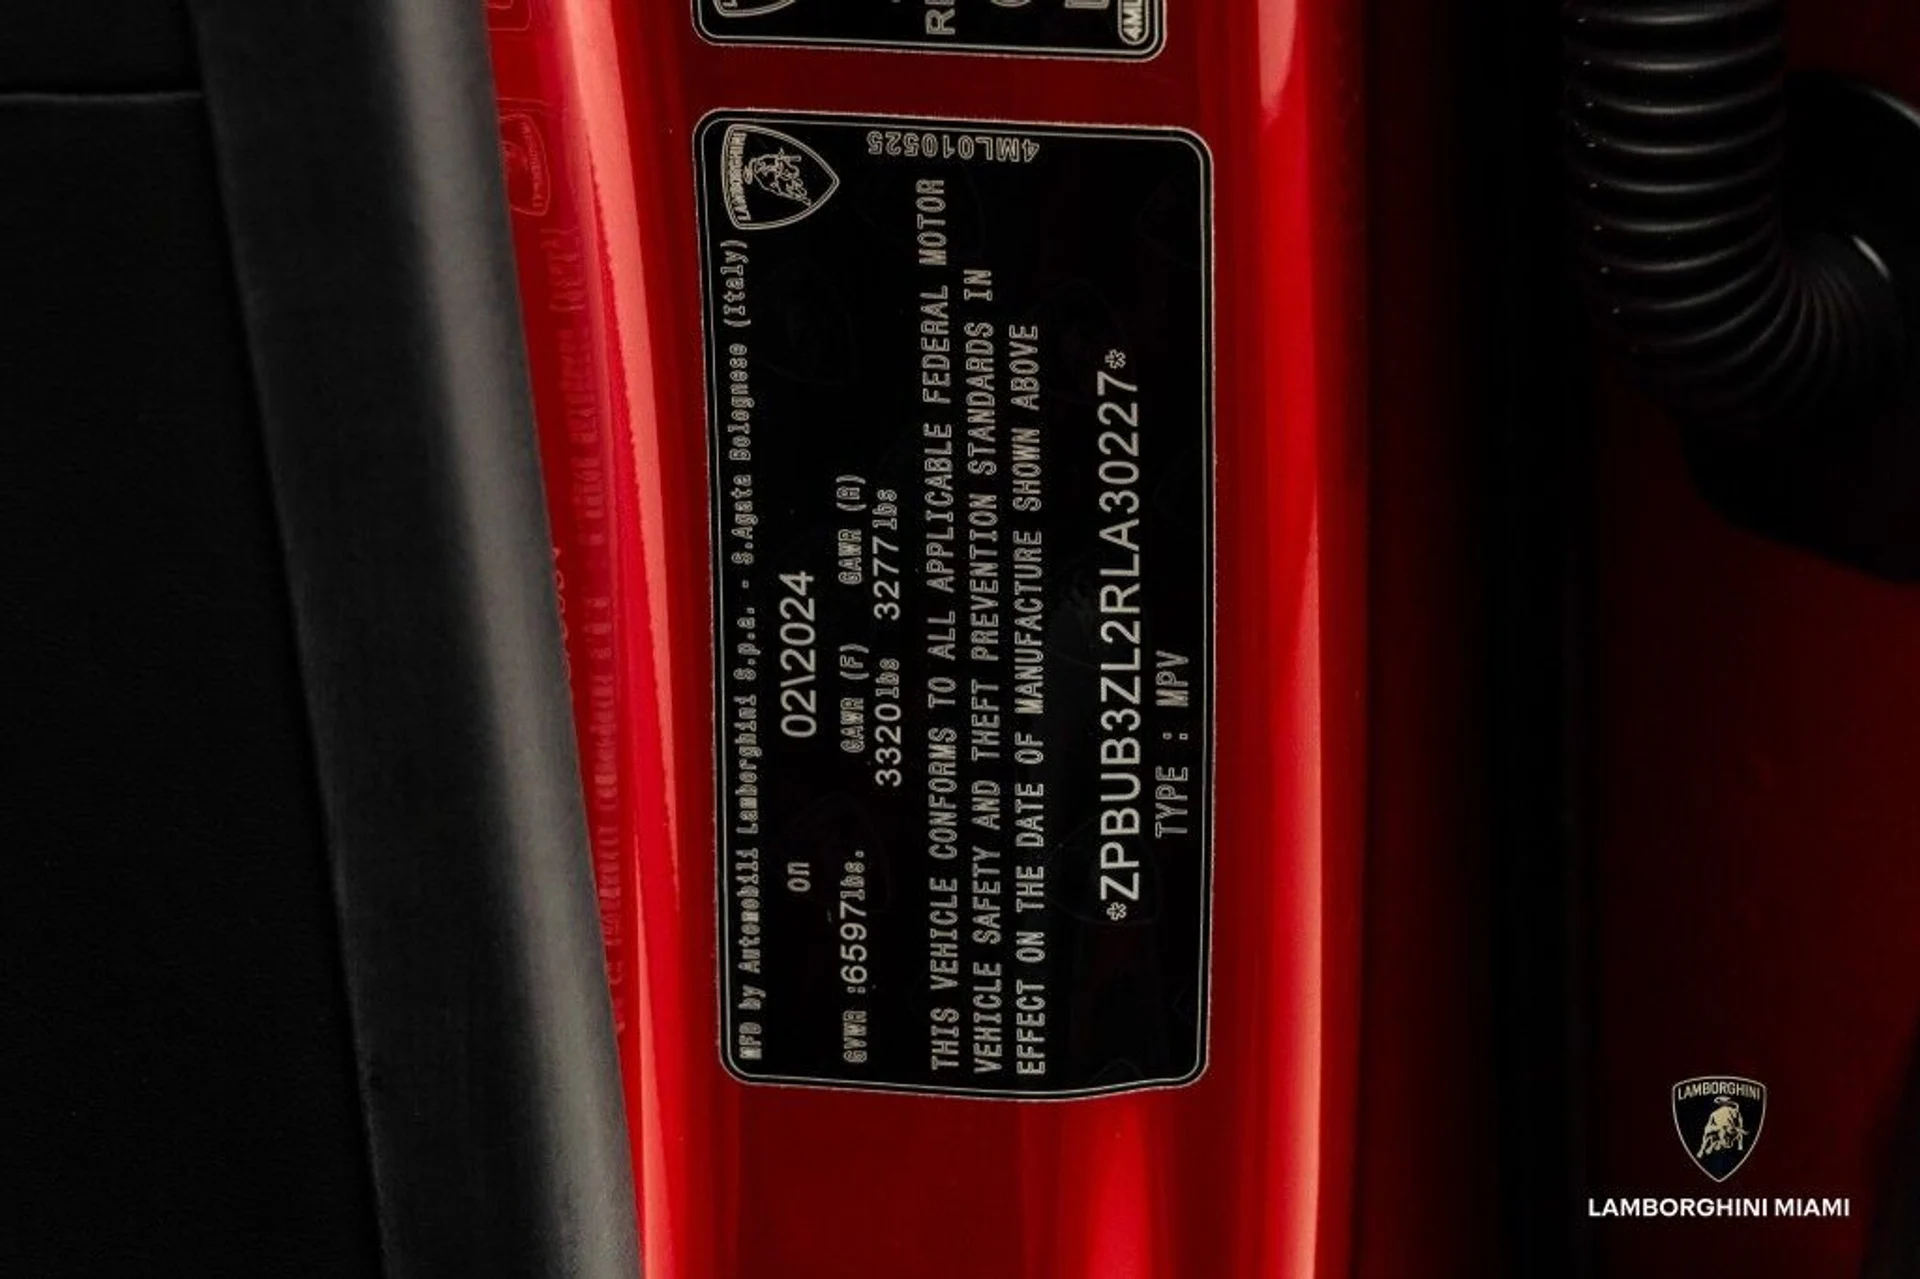 4ML
LAMBORGHINI
4ML010525
MFD by Automobili Lamborghini S.p.a. - S.Agata Bolognese (Italy)
on 02\2024
GVWR :6597lbs. GAWR (F) GAWR (R)
3320lbs 3277lbs
THIS VEHICLE CONFORMS TO ALL APPLICABLE FEDERAL MOTOR
VEHICLE SAFETY AND THEFT PREVENTION STANDARDS IN
EFFECT ON THE DATE OF MANUFACTURE SHOWN ABOVE
*ZPBUB3ZL2RLA30227*
TYPE : MPV
LAMBORGHINI
LAMBORGHINI MIAMI